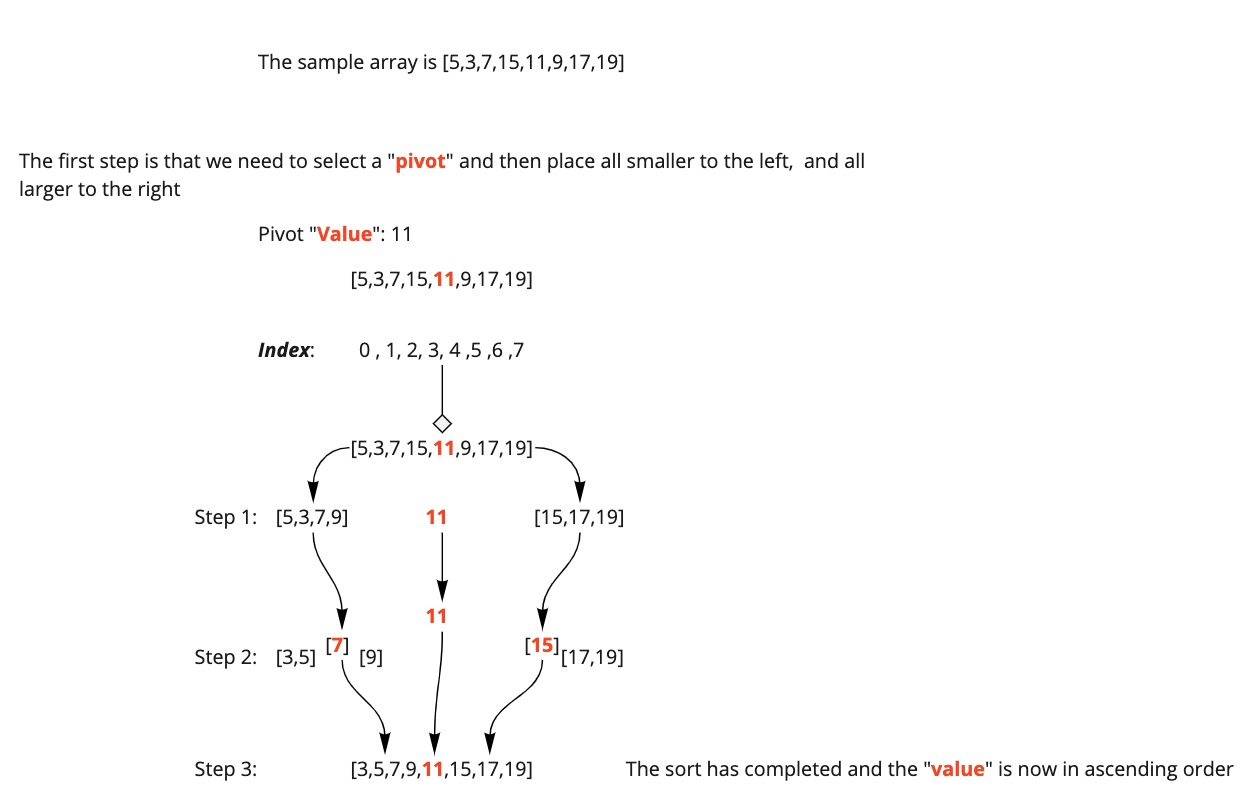 The sample array is [5,3,7,15,11,9,17,19]
The first step is that we need to select a "pivot" and then place all smaller to the left,  and all
larger to the right
Pivot "Value": 11
[5,3,7,15,11,9,17,19]
Index:    0 , 1, 2, 3, 4 ,5 ,6 ,7
[5,3,7,15,11,9,17,19]
Step 1: [5,3,7,9] 11 [15,17,19]
11
Step 2: [3,5] [7] [9] [15] [17,19]
Step 3: [3,5,7,9,11,15,17,19] The sort has completed and the "value" is now in ascending order